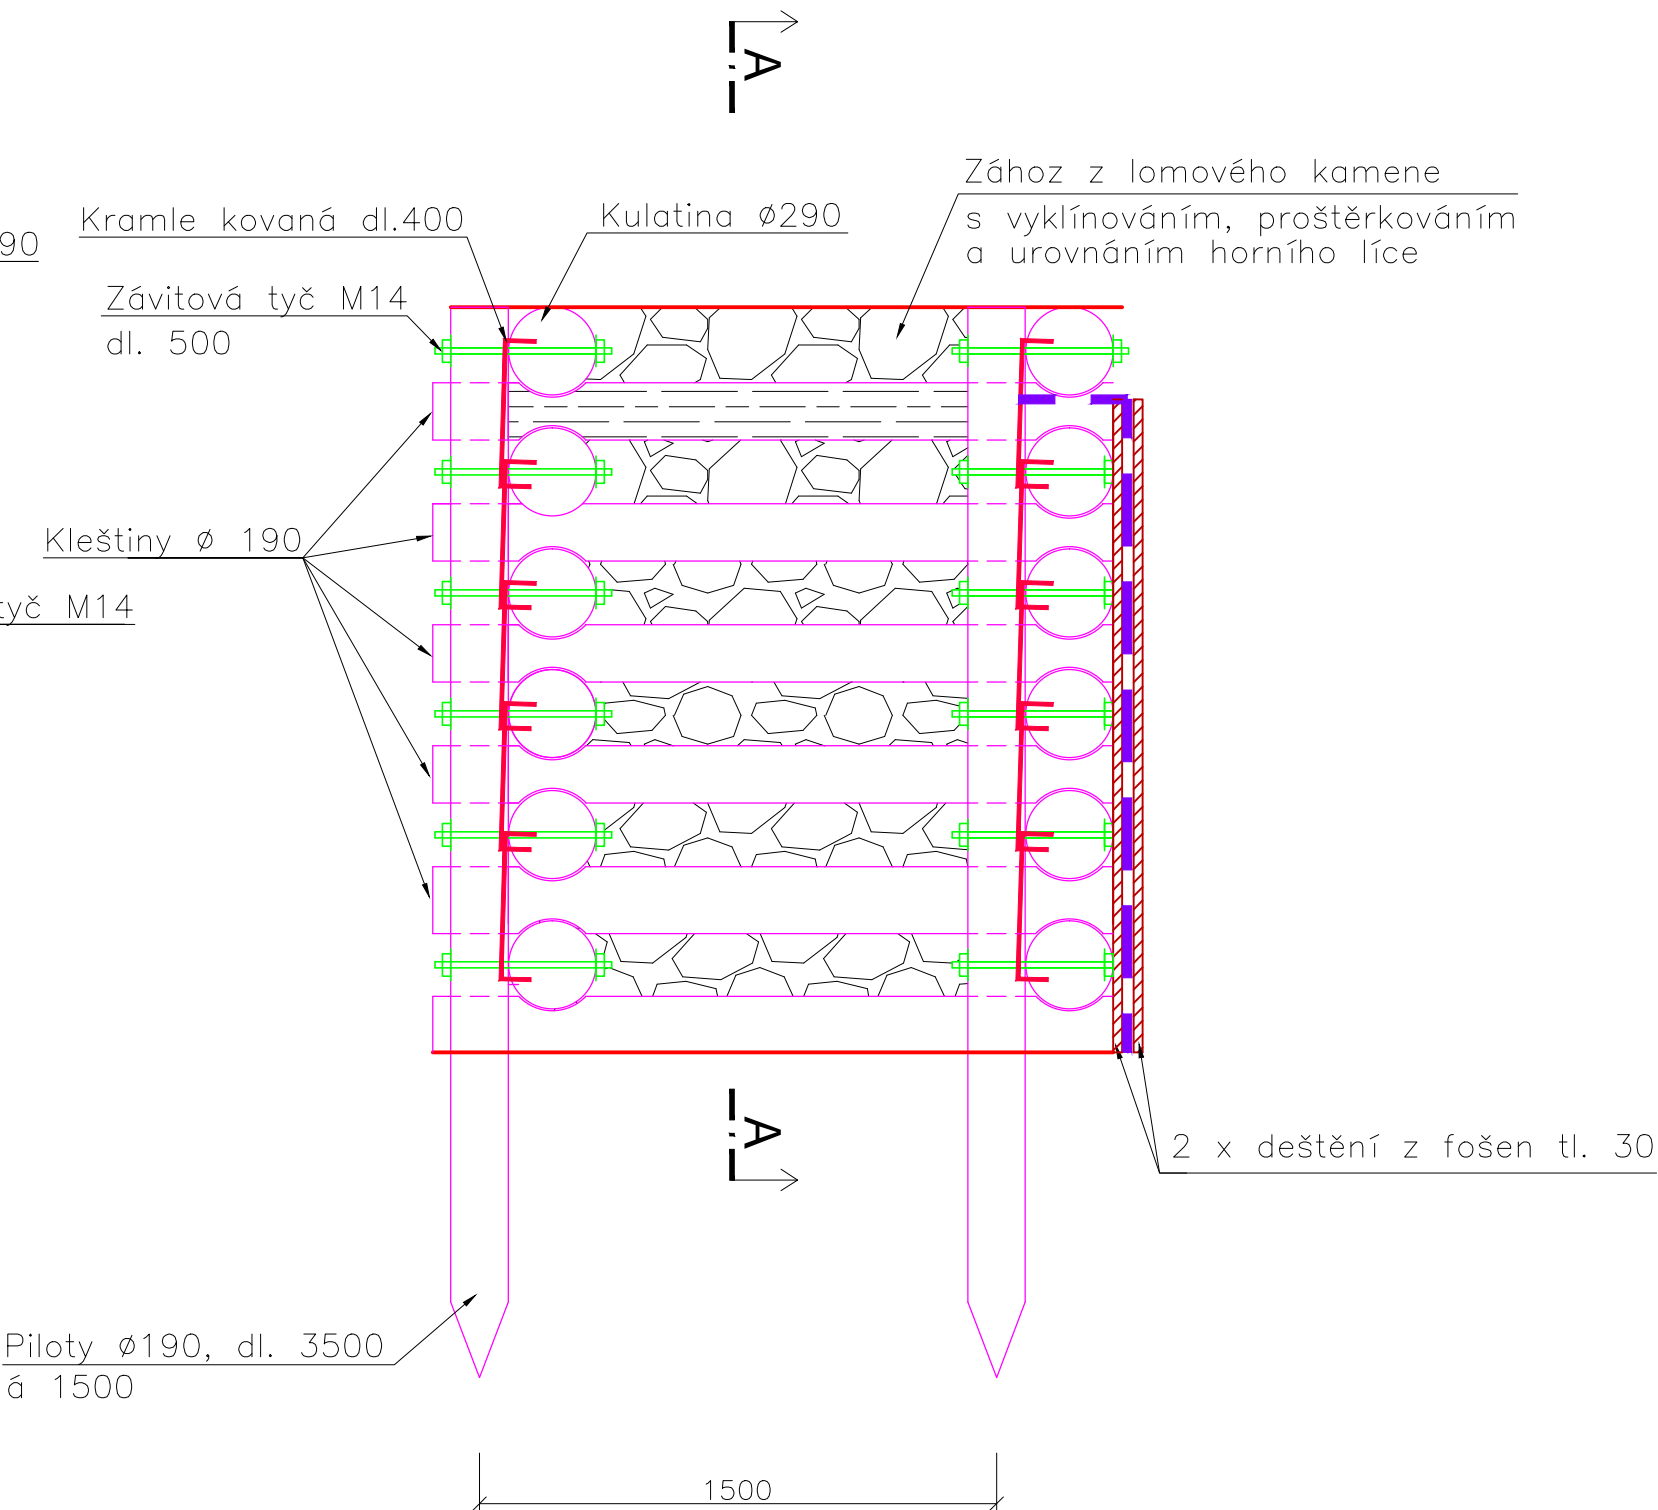 A
Zához z lomového kamene
s vyklínováním, proštěrkováním
a urovnáním horního líce
Kramle kovaná dl.400
Kulatina ø290
90
Závitová tyč M14
dl. 500
Kleštiny ø 190
tyč M14
A
2 x deštění z fošen tl. 30
Piloty ø190, dl. 3500
á 1500
1500